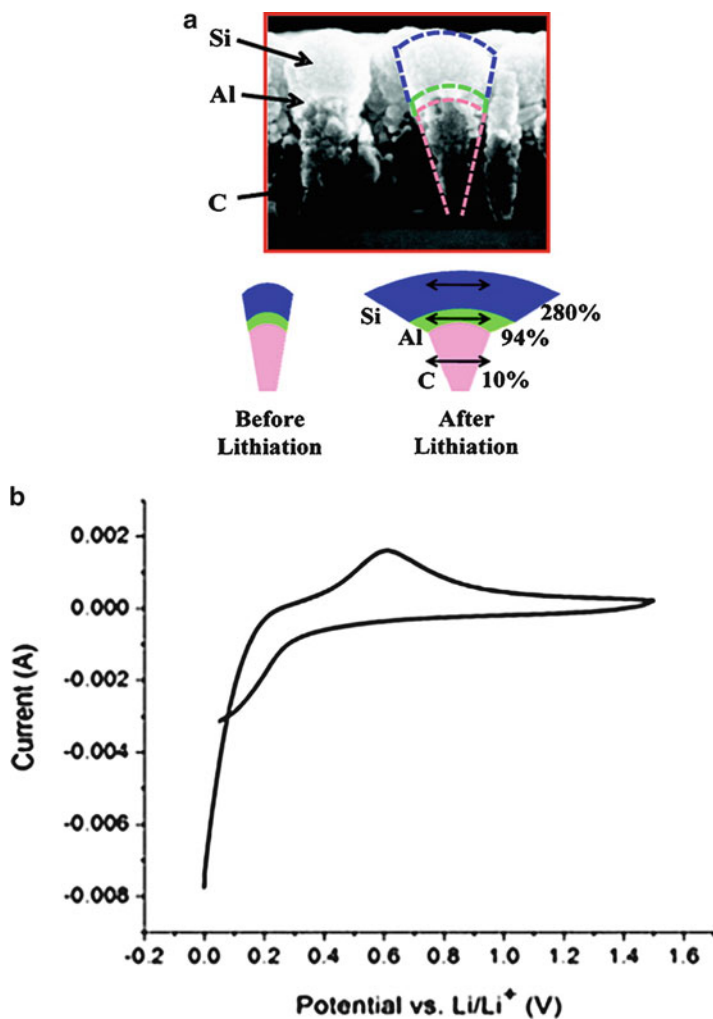 a
Si
Al
C
Si
280%
Al
94%
C
10%
Before
Lithiation
After
Lithiation
b
0.002
0.000
-0.002
-0.004
-0.006
-0.008
Current (A)
-0.2 0.0 0.2 0.4 0.6 0.8 1.0 1.2 1.4 1.6
Potential vs. Li/Li+ (V)